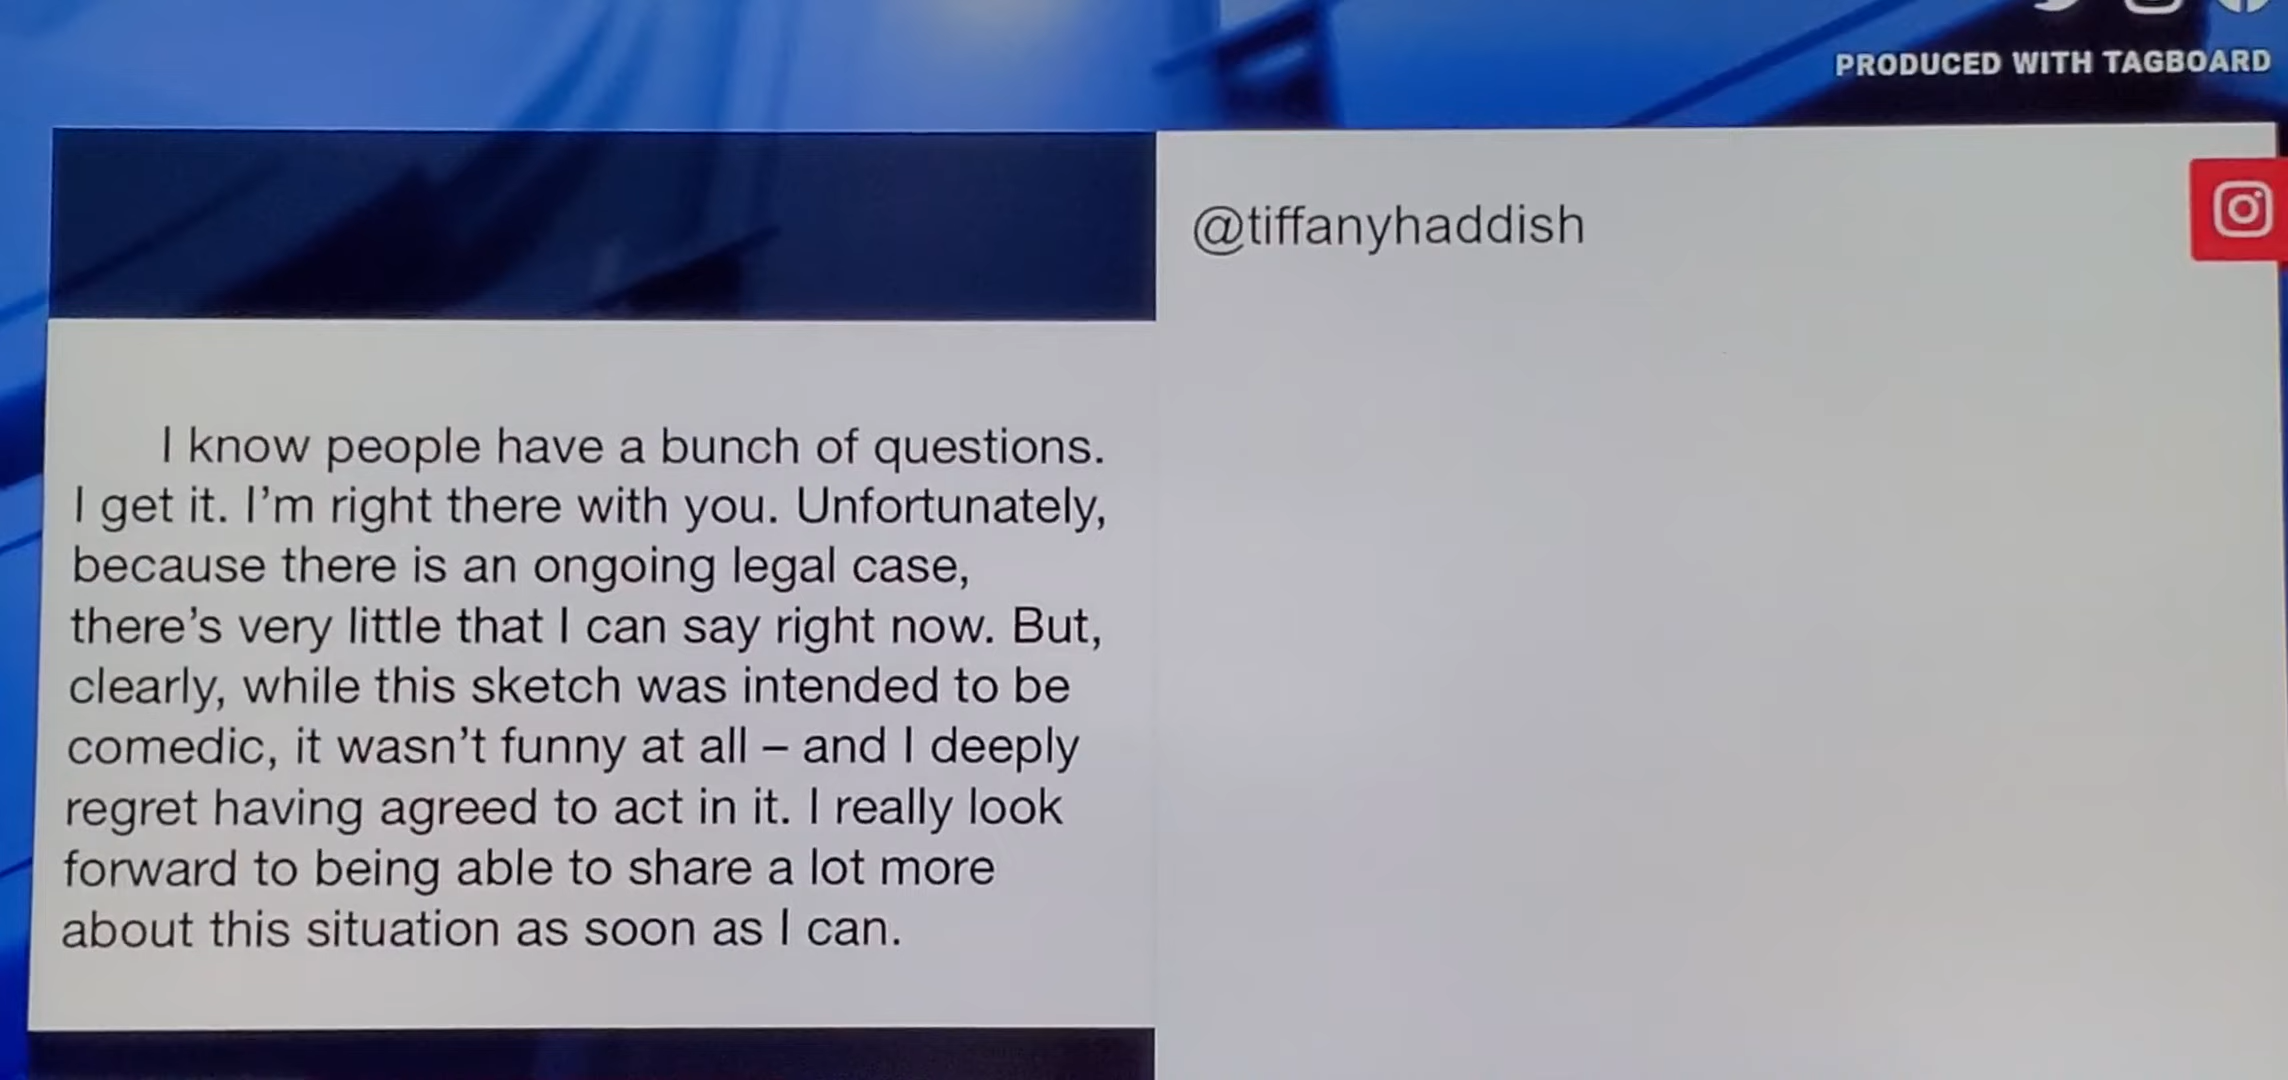 PRODUCED WITH TAGBOARD
@tiffanyhaddish
I know people have a bunch of questions.
I get it. I’m right there with you. Unfortunately,
because there is an ongoing legal case,
there’s very little that I can say right now. But,
clearly, while this sketch was intended to be
comedic, it wasn’t funny at all – and I deeply
regret having agreed to act in it. I really look
forward to being able to share a lot more
about this situation as soon as I can.